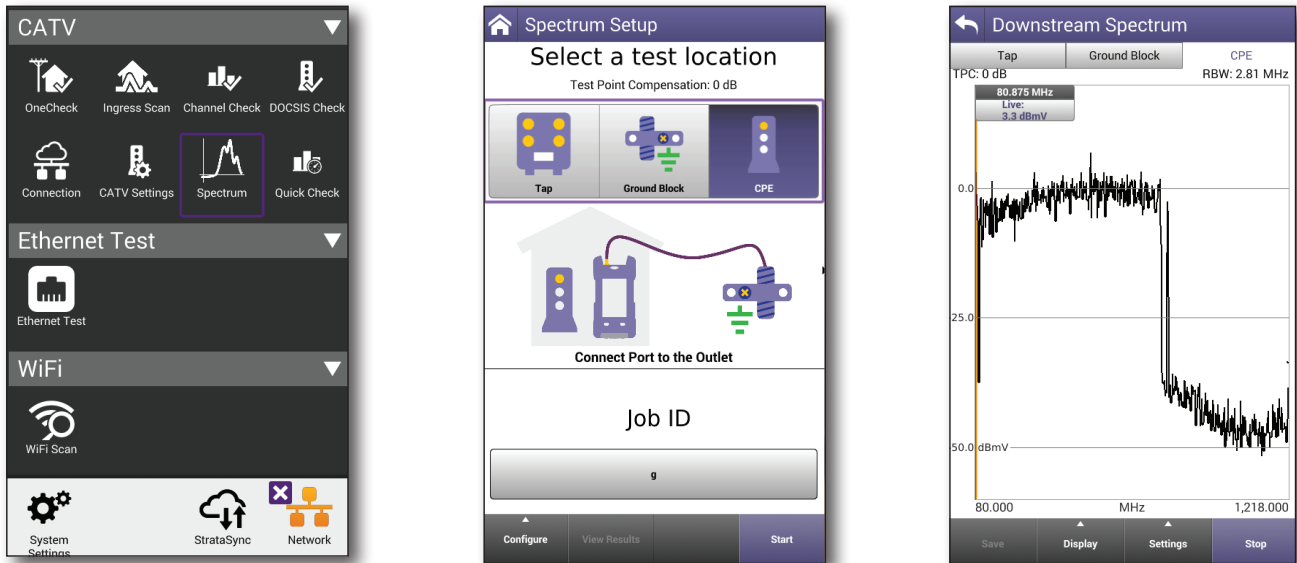 CATV
OneCheck Ingress Scan Channel Check DOCSIS Check
Connection CATV Settings Spectrum Quick Check
Ethernet Test
Ethernet Test
WiFi
WiFi Scan
System
Settings
StrataSync Network
Spectrum Setup
Select a test location
Test Point Compensation: 0 dB
Tap Ground Block CPE
Connect Port to the Outlet
Job ID
g
Configure View Results Start
Downstream Spectrum
Tap Ground Block CPE
TPC: 0 dB RBW: 2.81 MHz
80.875 MHz
Live:
3.3 dBmV
0.0
25.0
50.0 dBmV
80.000 MHz 1,218.000
Save Display Settings Stop